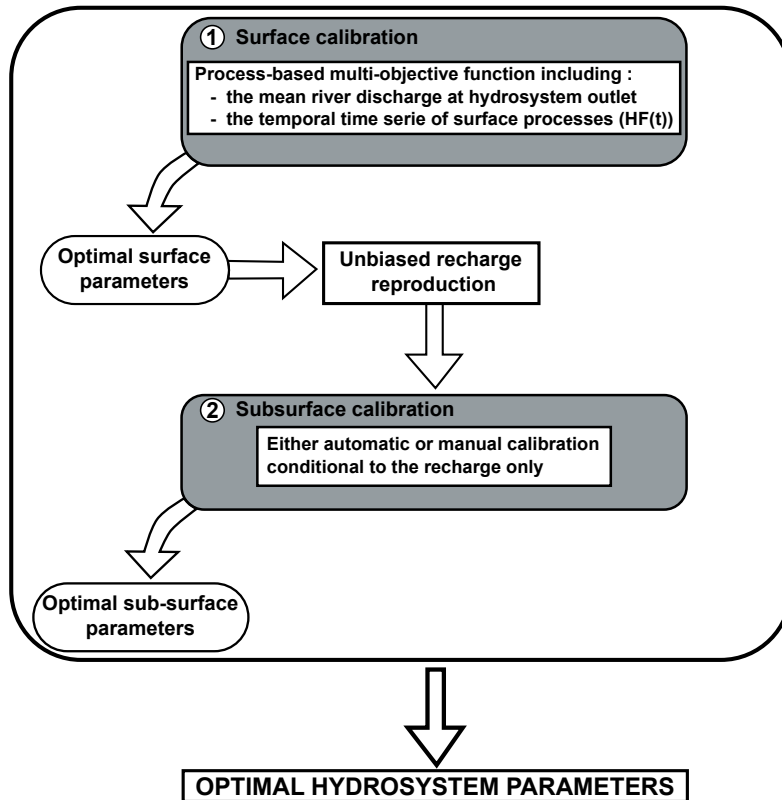 1 Surface calibration
Process-based multi-objective function including :
- the mean river discharge at hydrosystem outlet
- the temporal time serie of surface processes (HF(t))
Optimal surface
parameters
Unbiased recharge
reproduction
2 Subsurface calibration
Either automatic or manual calibration
conditional to the recharge only
Optimal sub-surface
parameters
OPTIMAL HYDROSYSTEM PARAMETERS